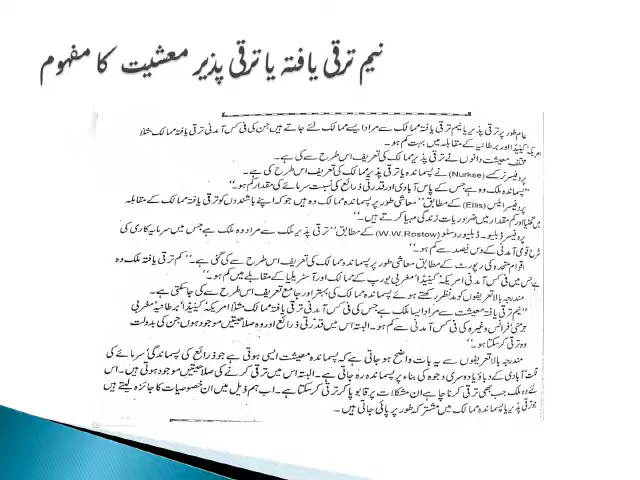 نیم ترقی یافتہ یا ترقی پذیر معشیت کا مفہوم
عام طور پر ترقی پذیر یا نیم ترقی یافتہ ممالک سے مراد ایسے ممالک لئے جاتے ہیں جن کی فی کس آمدنی ترقی یافتہ ممالک مثلاً
امریکہ کینیڈا اور برطانیہ کے مقابلہ میں بہت کم ہو۔
مختلف معیشت دانوں نے ترقی پذیر ممالک کی تعریف اس طرح سے کی ہے۔
پروفیسر نرکسے (Nurkse) نے پسماندہ یا ترقی پذیر ممالک کی تعریف اس طرح کی ہے۔
"پسماندہ ملک وہ ہے جس کے پاس آبادی اور قدرتی ذرائع کی نسبت سرمائے کی مقدار کم ہو۔"
پروفیسر ایلس (Ellis) کے مطابق "معاشی طور پر پسماندہ ممالک وہ ہیں جو کہ اپنے باشندوں کو ترقی یافتہ ممالک کے مقابلہ
میں گھٹیا اور کم مقدار میں ضروریات زندگی مہیا کرتے ہیں۔"
پروفیسر ڈبلیو۔ ڈبلیو روسٹو (W.W.Rostow) کے مطابق "ترقی پذیر ملک سے مراد وہ ملک ہے جس میں سرمایہ کاری کی
شرح قومی آمدنی کے دس فیصد سے کم ہو۔"
اقوام متحدہ کی رپورٹ کے مطابق معاشی طور پر پسماندہ ممالک کی تعریف اس طرح سے کی گئی ہے۔ "کم ترقی یافتہ ملک وہ
ہے جس میں فی کس آمدنی امریکہ' کینیڈا' مغربی یورپ کے ممالک اور آسٹریلیا کے مقابلے میں کم ہو۔"
مندرجہ بالا تعریفوں کو مد نظر رکھتے ہوئے پسماندہ ممالک کی بہتر اور جامع تعریف اس طرح سے کی جا سکتی ہے۔
"نیم ترقی یافتہ معیشت سے مراد ایسا ملک ہے جس کی فی کس آمدنی ترقی یافتہ ممالک مثلاً امریکہ' کینیڈا' برطانیہ' مغربی
جرمنی' فرانس وغیرہ کی فی کس آمدنی سے کم ہو۔ البتہ اس میں قدرتی ذرائع اور وہ صلاحیتیں موجود ہوں جن کی بدولت
وہ ترقی کر سکتا ہو۔"
مندرجہ بالا تعریفوں سے یہ بات واضح ہو جاتی ہے کہ پسماندہ معیشت ایسی ہوتی ہے جو ذرائع کی پسماندگی' سرمائے کی
قلت' آبادی کے دباؤ یا دوسری وجوہ کی بناء پر پسماندہ رہ جاتی ہے۔ البتہ اس میں ترقی کرنے کی صلاحیتیں موجود ہوتی ہیں۔ اس
لئے وہ ملک جب بھی ترقی کرنا چاہے ان مشکلات پر قابو پا کر ترقی کر سکتا ہے۔ اب ہم ذیل میں ان خصوصیات کا جائزہ لیتے ہیں
جو ترقی پذیر یا پسماندہ ممالک میں مشترکہ طور پر پائی جاتی ہیں۔